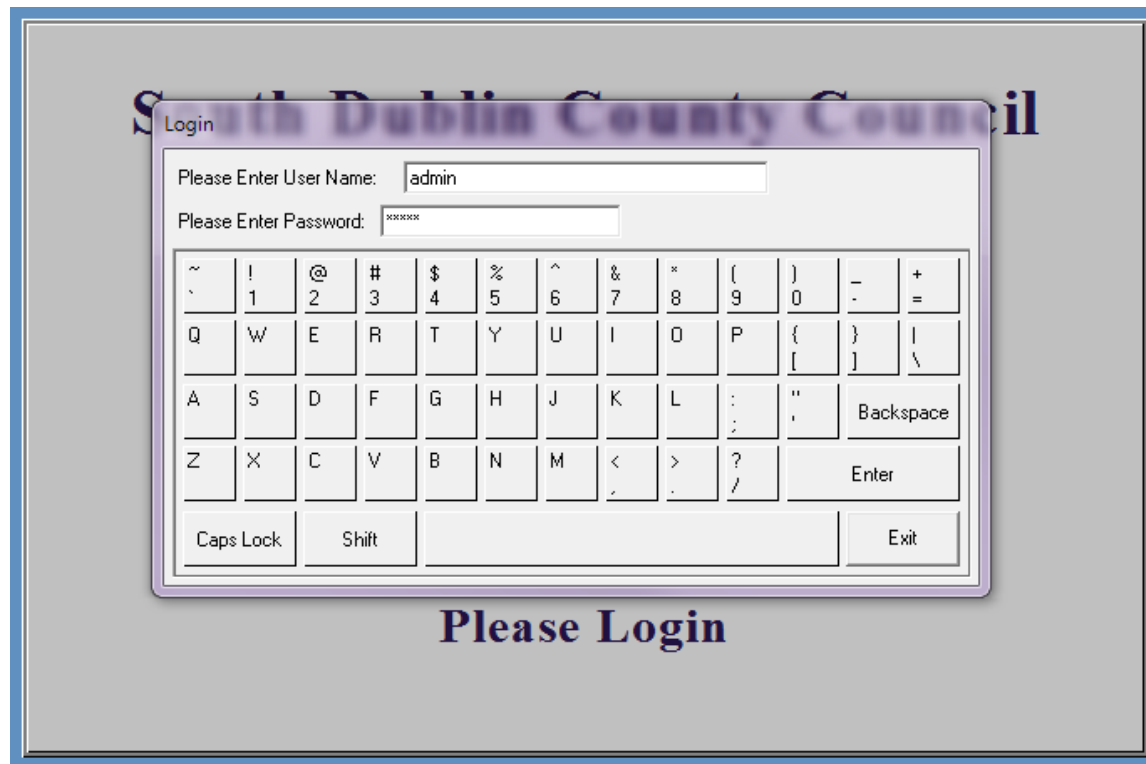 South Dublin County Council
Login
Please Enter User Name: admin
Please Enter Password: *****
~ ! @ # $ % ^ & * ( ) _ +
` 1 2 3 4 5 6 7 8 9 0 - =
Q W E R T Y U I O P { } |
[ ] \
A S D F G H J K L : " Backspace
; '
Z X C V B N M < > ? Enter
, . /
Caps Lock Shift Exit
Please Login